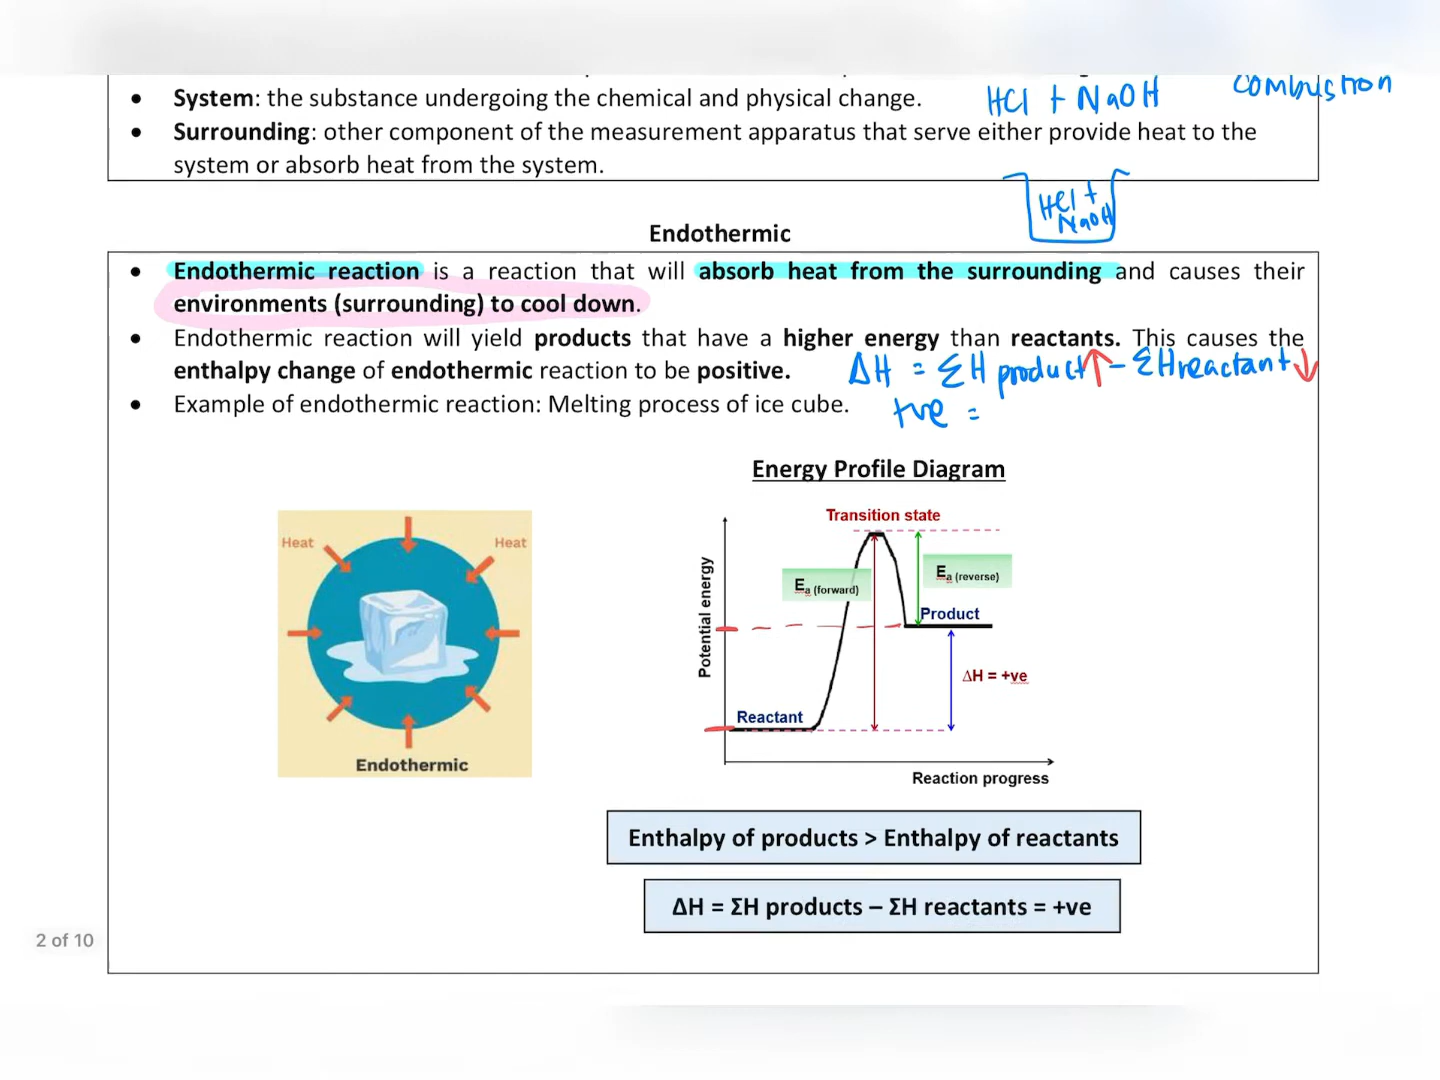 combustion
• System: the substance undergoing the chemical and physical change.
HCl + NaOH
• Surrounding: other component of the measurement apparatus that serve either provide heat to the
system or absorb heat from the system.
HCl +
NaOH
Endothermic
• Endothermic reaction is a reaction that will absorb heat from the surrounding and causes their
environments (surrounding) to cool down.
• Endothermic reaction will yield products that have a higher energy than reactants. This causes the
enthalpy change of endothermic reaction to be positive.
ΔH = ΣH product↑ - ΣHreactant↓
• Example of endothermic reaction: Melting process of ice cube.
+ve =
Energy Profile Diagram
Heat
Heat
Endothermic
Transition state
Ea (forward)
Ea (reverse)
Product
Potential energy
ΔH = +ve
Reactant
Reaction progress
Enthalpy of products > Enthalpy of reactants
ΔH = ΣH products – ΣH reactants = +ve
2 of 10